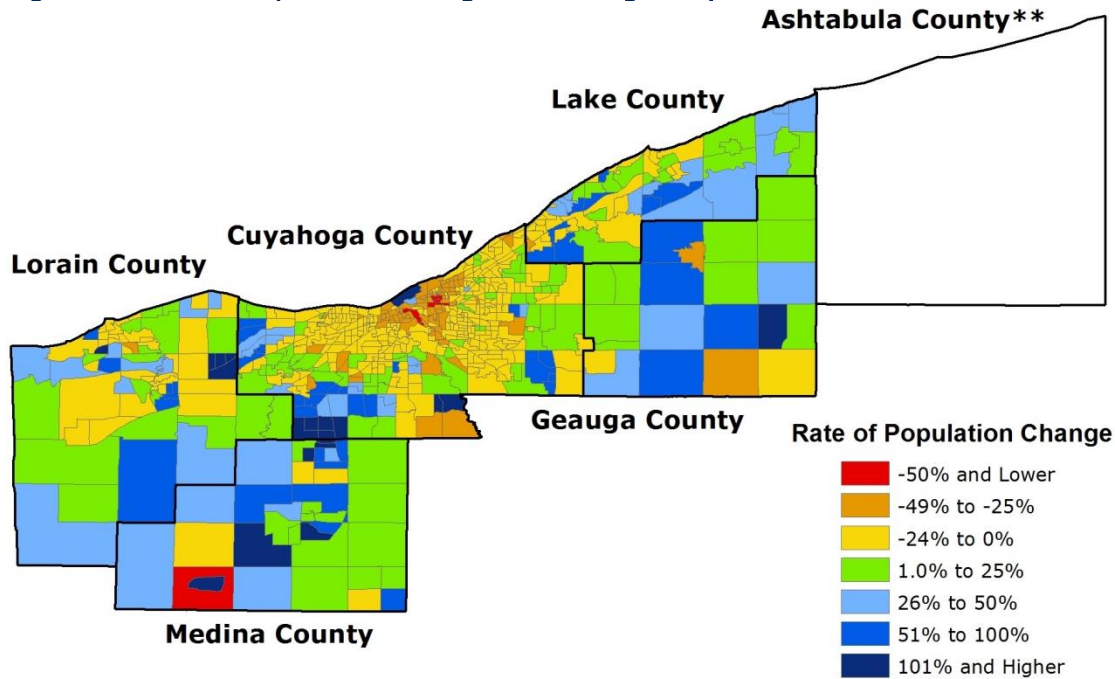 Ashtabula County**
Lake County
Cuyahoga County
Lorain County
Geauga County
Medina County
Rate of Population Change
-50% and Lower
-49% to -25%
-24% to 0%
1.0% to 25%
26% to 50%
51% to 100%
101% and Higher